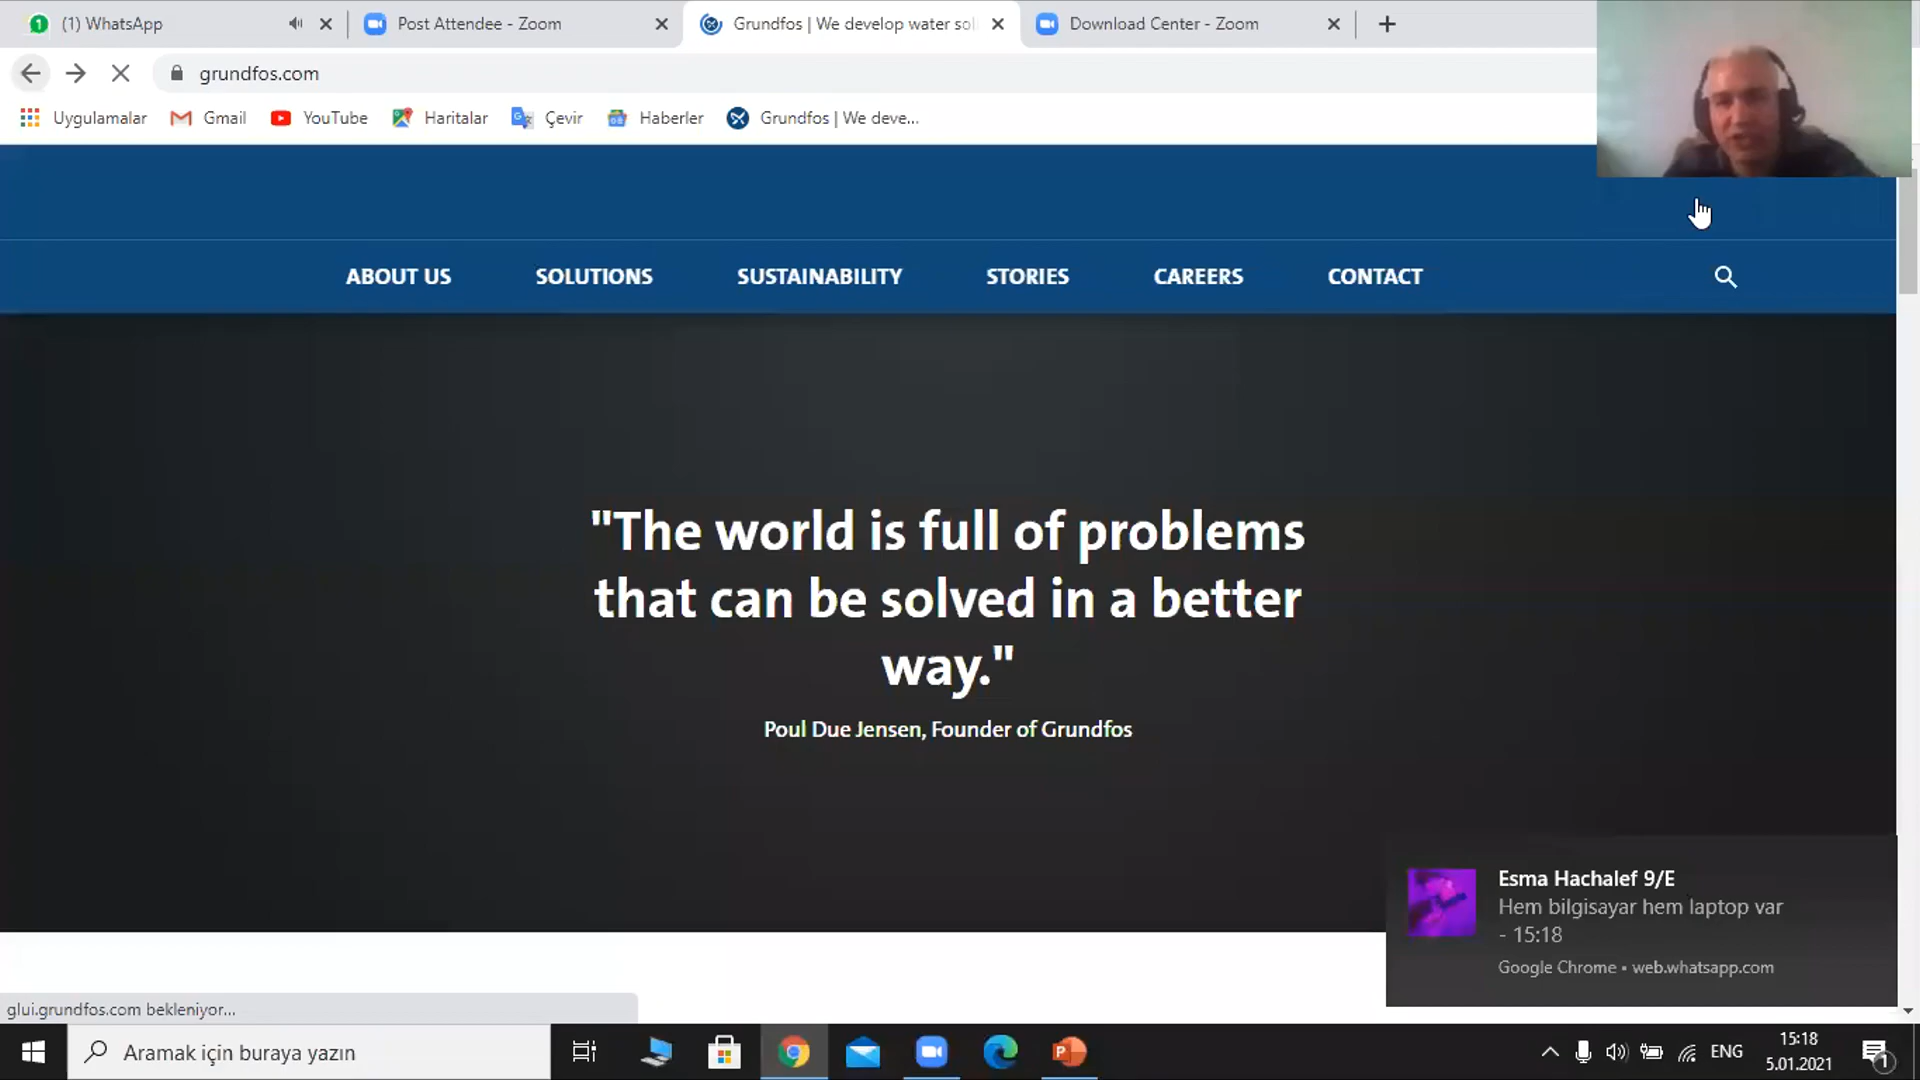 (1) WhatsApp
Post Attendee - Zoom
Grundfos | We develop water sol
Download Center - Zoom
grundfos.com
Uygulamalar
Gmail
YouTube
Haritalar
Çevir
Haberler
Grundfos | We deve...
ABOUT US
SOLUTIONS
SUSTAINABILITY
STORIES
CAREERS
CONTACT
"The world is full of problems
that can be solved in a better
way."
Poul Due Jensen, Founder of Grundfos
Esma Hachalef 9/E
Hem bilgisayar hem laptop var
- 15:18
Google Chrome • web.whatsapp.com
glui.grundfos.com bekleniyor...
Aramak için buraya yazın
ENG
15:18
5.01.2021
1